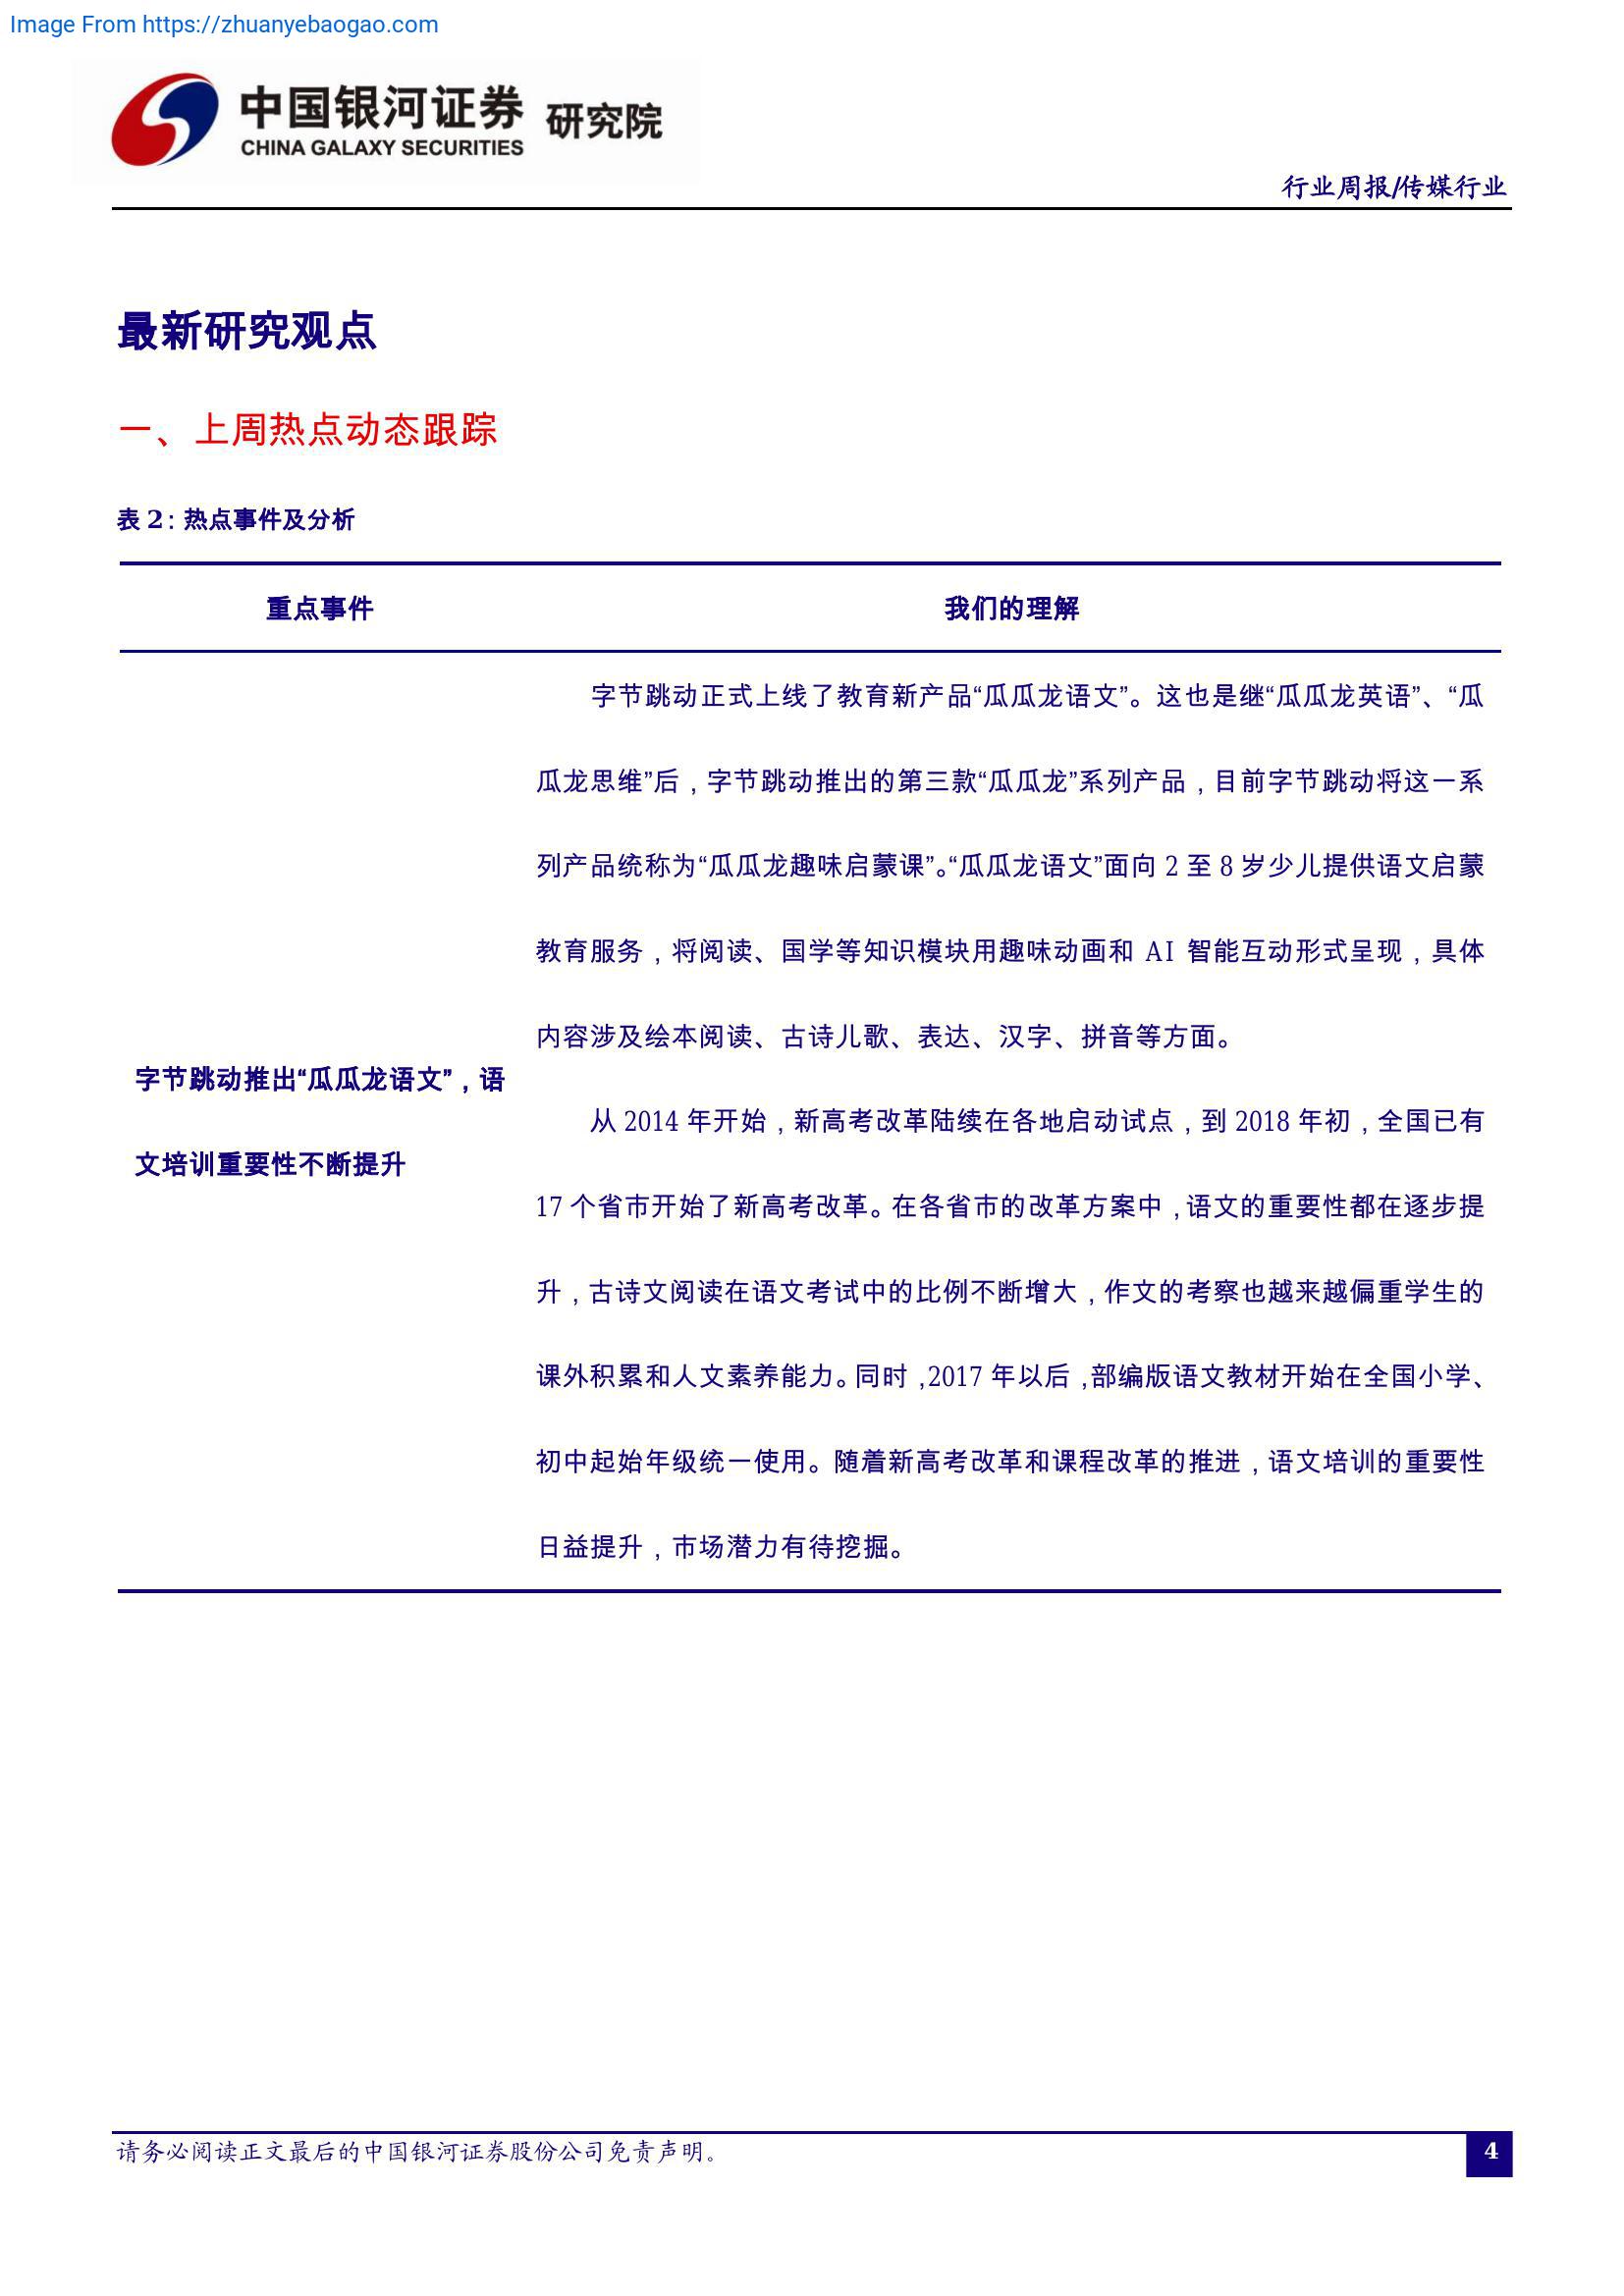 Image From https://zhuanyebaogao.com
中国银河证券 研究院
CHINA GALAXY SECURITIES
行业周报/传媒行业
最新研究观点
一、上周热点动态跟踪
表 2：热点事件及分析
重点事件 我们的理解
字节跳动推出“瓜瓜龙语文”，语
文培训重要性不断提升
字节跳动正式上线了教育新产品“瓜瓜龙语文”。这也是继“瓜瓜龙英语”、“瓜
瓜龙思维”后，字节跳动推出的第三款“瓜瓜龙”系列产品，目前字节跳动将这一系
列产品统称为“瓜瓜龙趣味启蒙课”。“瓜瓜龙语文”面向 2 至 8 岁少儿提供语文启蒙
教育服务，将阅读、国学等知识模块用趣味动画和 AI 智能互动形式呈现，具体
内容涉及绘本阅读、古诗儿歌、表达、汉字、拼音等方面。
从 2014 年开始，新高考改革陆续在各地启动试点，到 2018 年初，全国已有
17 个省市开始了新高考改革。在各省市的改革方案中，语文的重要性都在逐步提
升，古诗文阅读在语文考试中的比例不断增大，作文的考察也越来越偏重学生的
课外积累和人文素养能力。同时，2017 年以后，部编版语文教材开始在全国小学、
初中起始年级统一使用。随着新高考改革和课程改革的推进，语文培训的重要性
日益提升，市场潜力有待挖掘。
请务必阅读正文最后的中国银河证券股份公司免责声明。
4